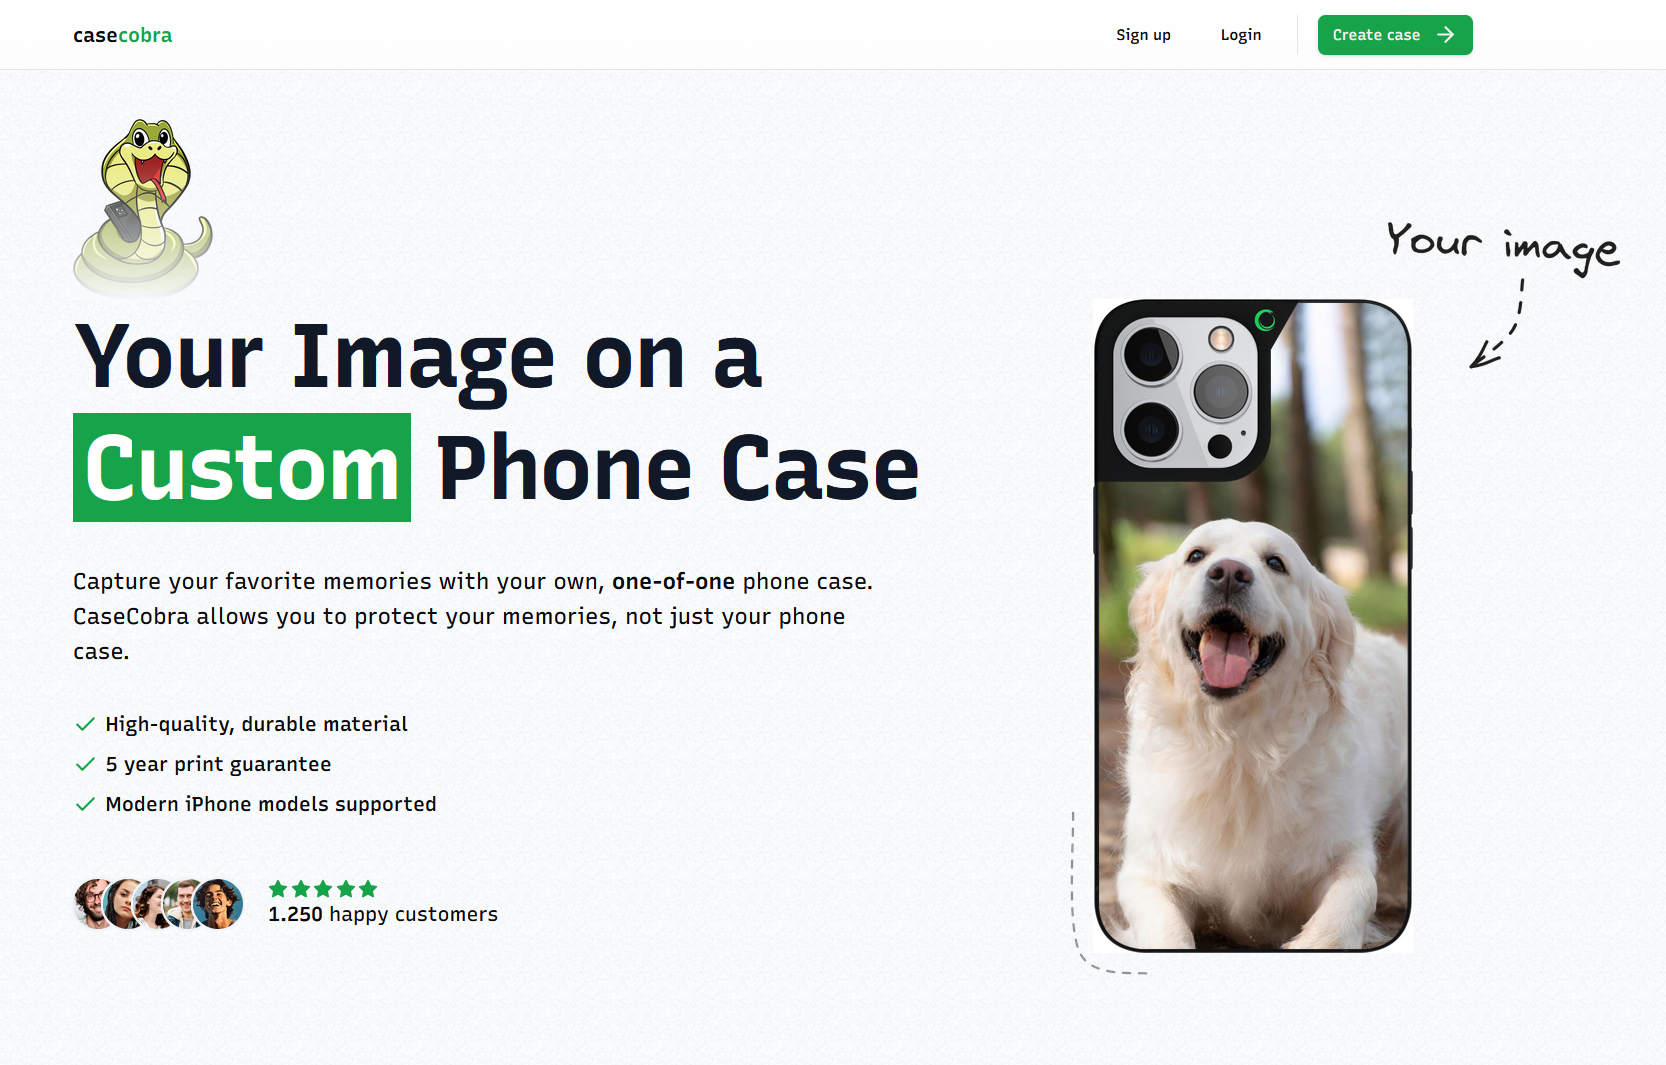 casecobra
Sign up
Login
Create case
Your image
Your Image on a
Custom Phone Case
Capture your favorite memories with your own, one-of-one phone case.
CaseCobra allows you to protect your memories, not just your phone
case.
High-quality, durable material
5 year print guarantee
Modern iPhone models supported
1.250 happy customers